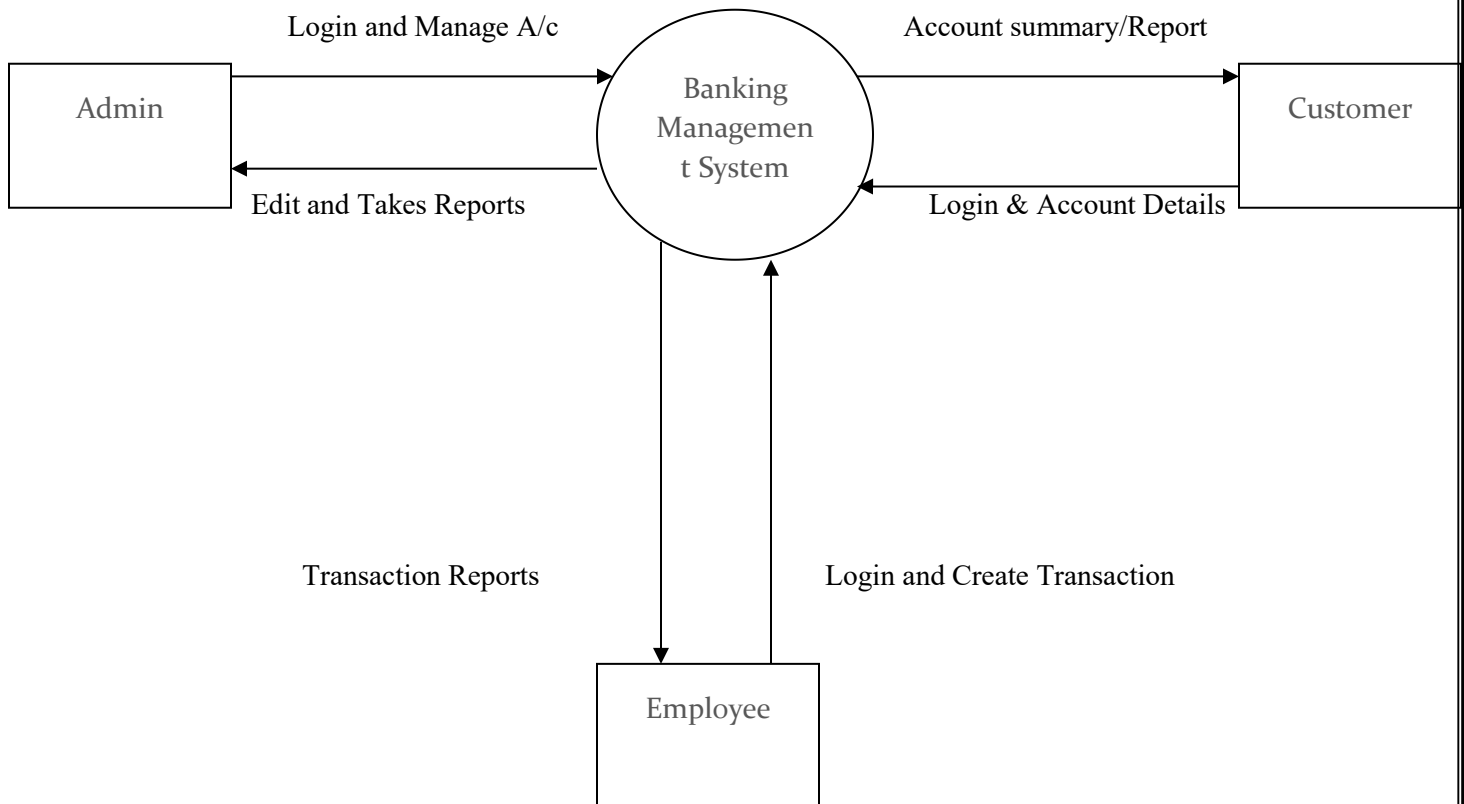 Login and Manage A/c
Account summary/Report
Admin
Banking
Managemen
t System
Customer
Edit and Takes Reports
Login & Account Details
Transaction Reports
Login and Create Transaction
Employee